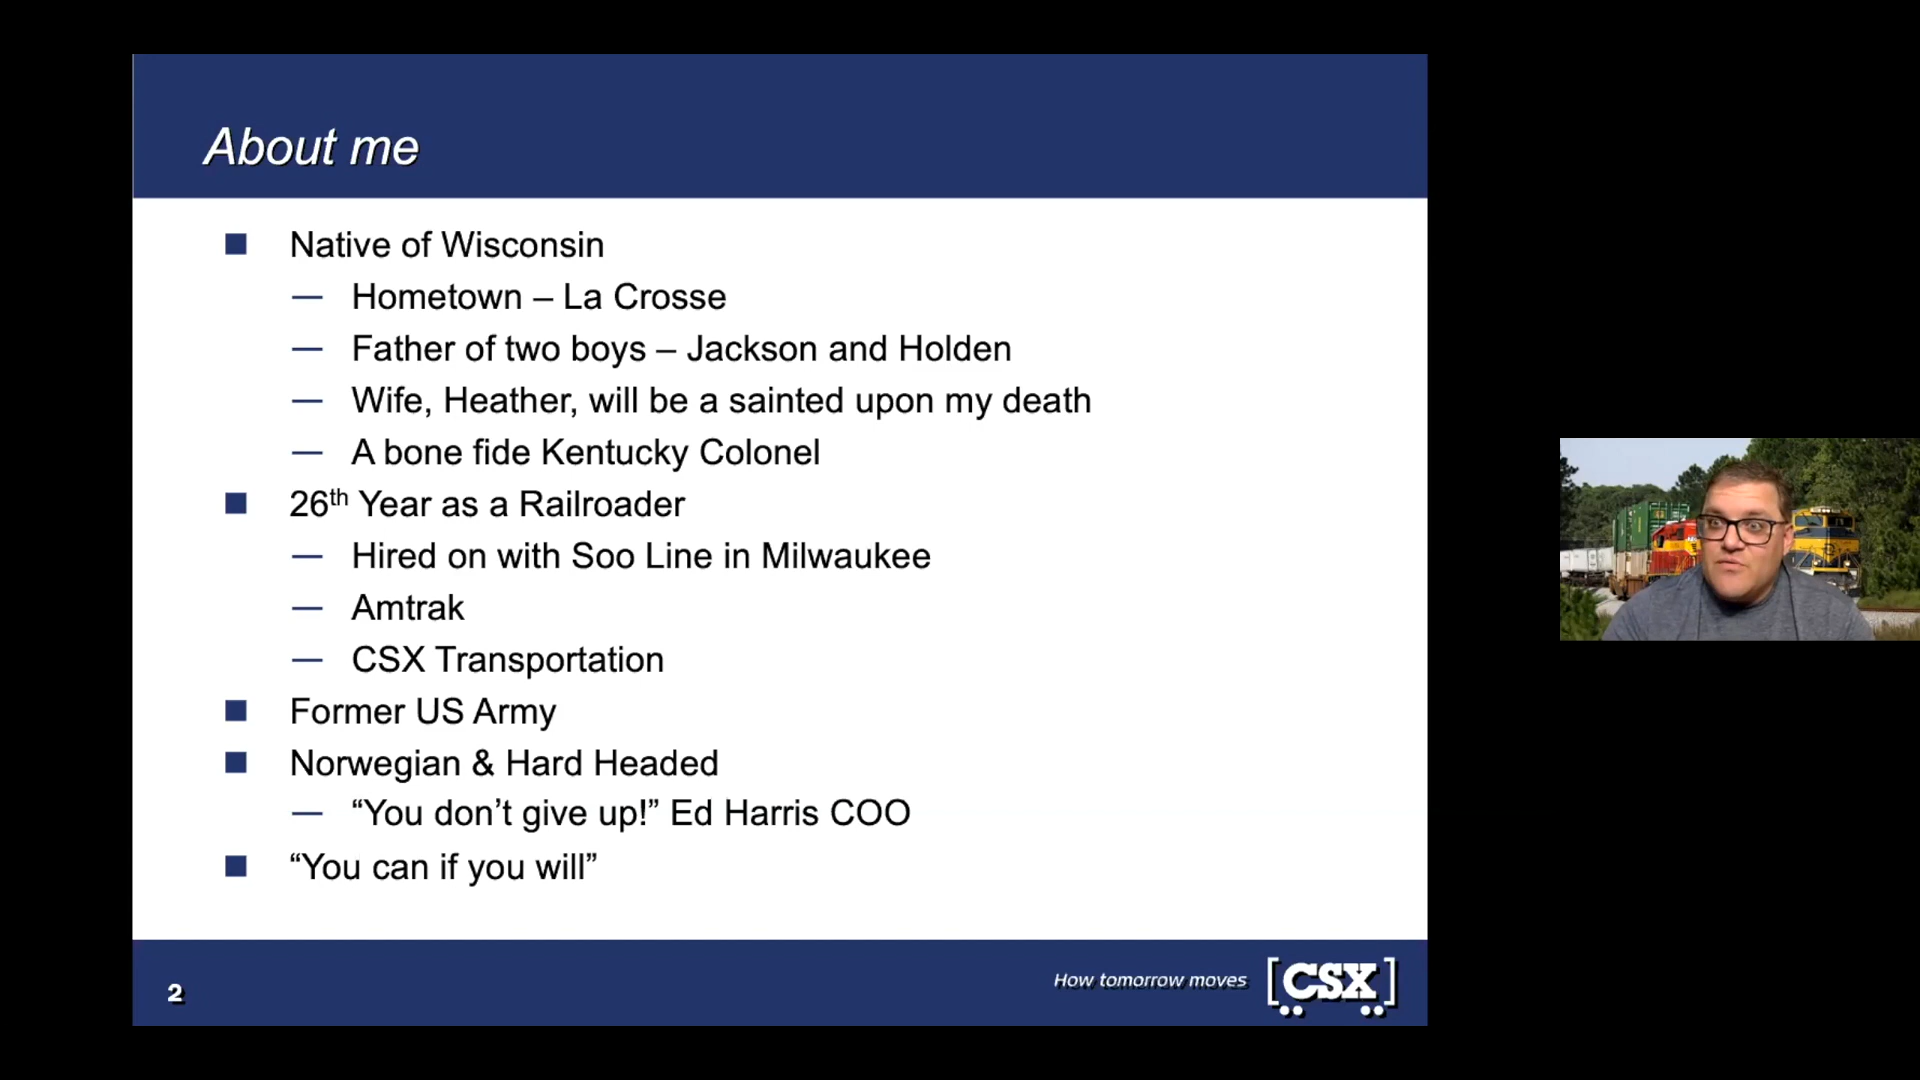 About me
Native of Wisconsin
— Hometown – La Crosse
— Father of two boys – Jackson and Holden
— Wife, Heather, will be a sainted upon my death
— A bone fide Kentucky Colonel
26th Year as a Railroader
— Hired on with Soo Line in Milwaukee
— Amtrak
— CSX Transportation
Former US Army
Norwegian & Hard Headed
— “You don’t give up!” Ed Harris COO
“You can if you will”
2
How tomorrow moves [CSX]